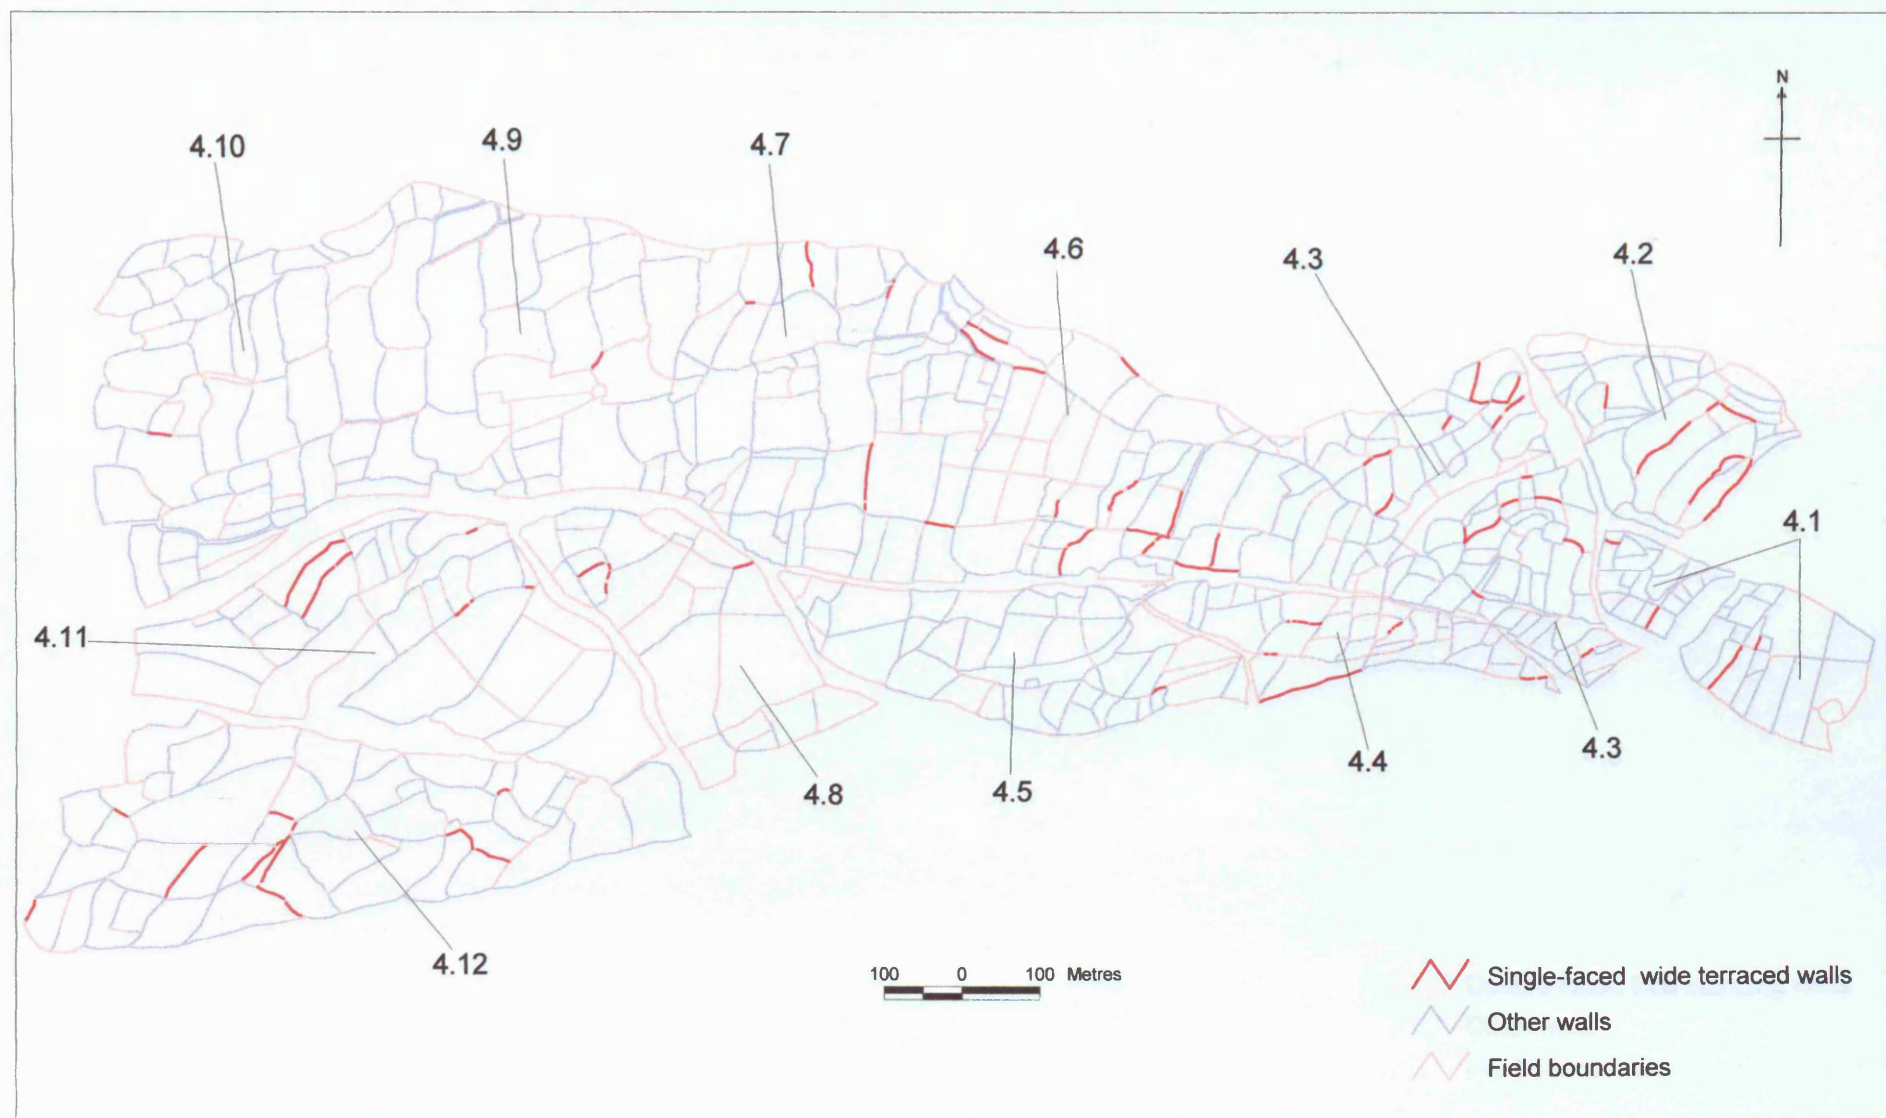 N
4.10
4.9
4.7
4.6
4.3
4.2
4.1
4.11
4.8
4.5
4.4
4.3
4.12
100 0 100 Metres
Single-faced wide terraced walls
Other walls
Field boundaries